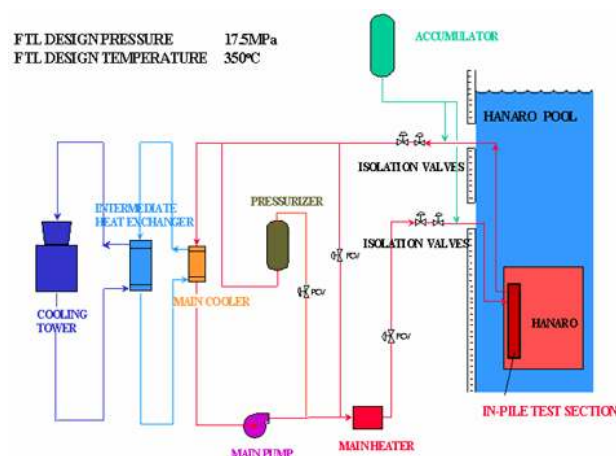 FTL DESIGN PRESSURE 17.5MPa
FTL DESIGN TEMPERATURE 350°C
ACCUMULATOR
HANARO POOL
ISOLATION VALVES
PRESSURIZER
INTERMEDIATE
HEAT EXCHANGER
ISOLATION VALVES
PCV
PCV
MAIN COOLER
COOLING
TOWER
HANARO
PCV
IN-PILE TEST SECTION
MAIN HEATER
MAIN PUMP